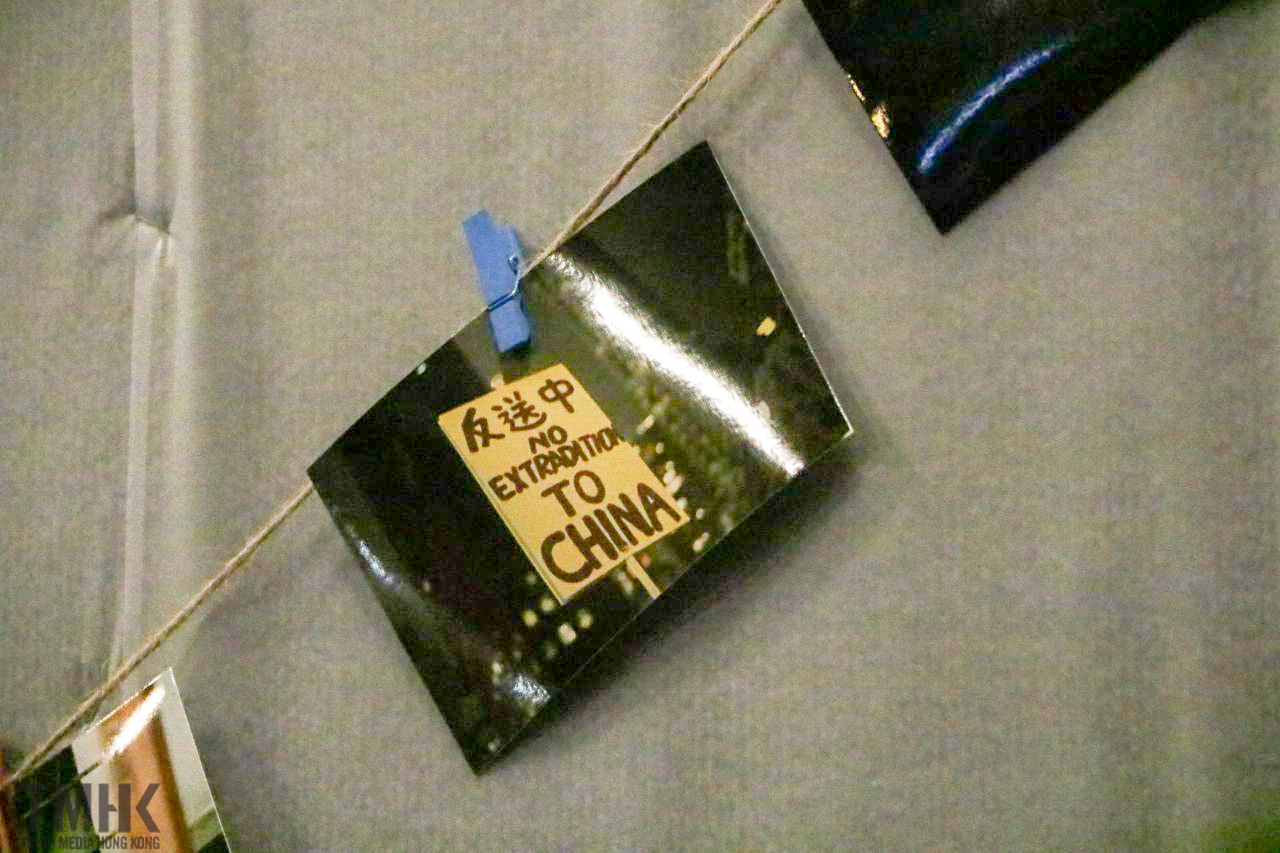 反送中
NO
EXTRADITION
TO
CHINA
MHK
MEDIA HONG KONG